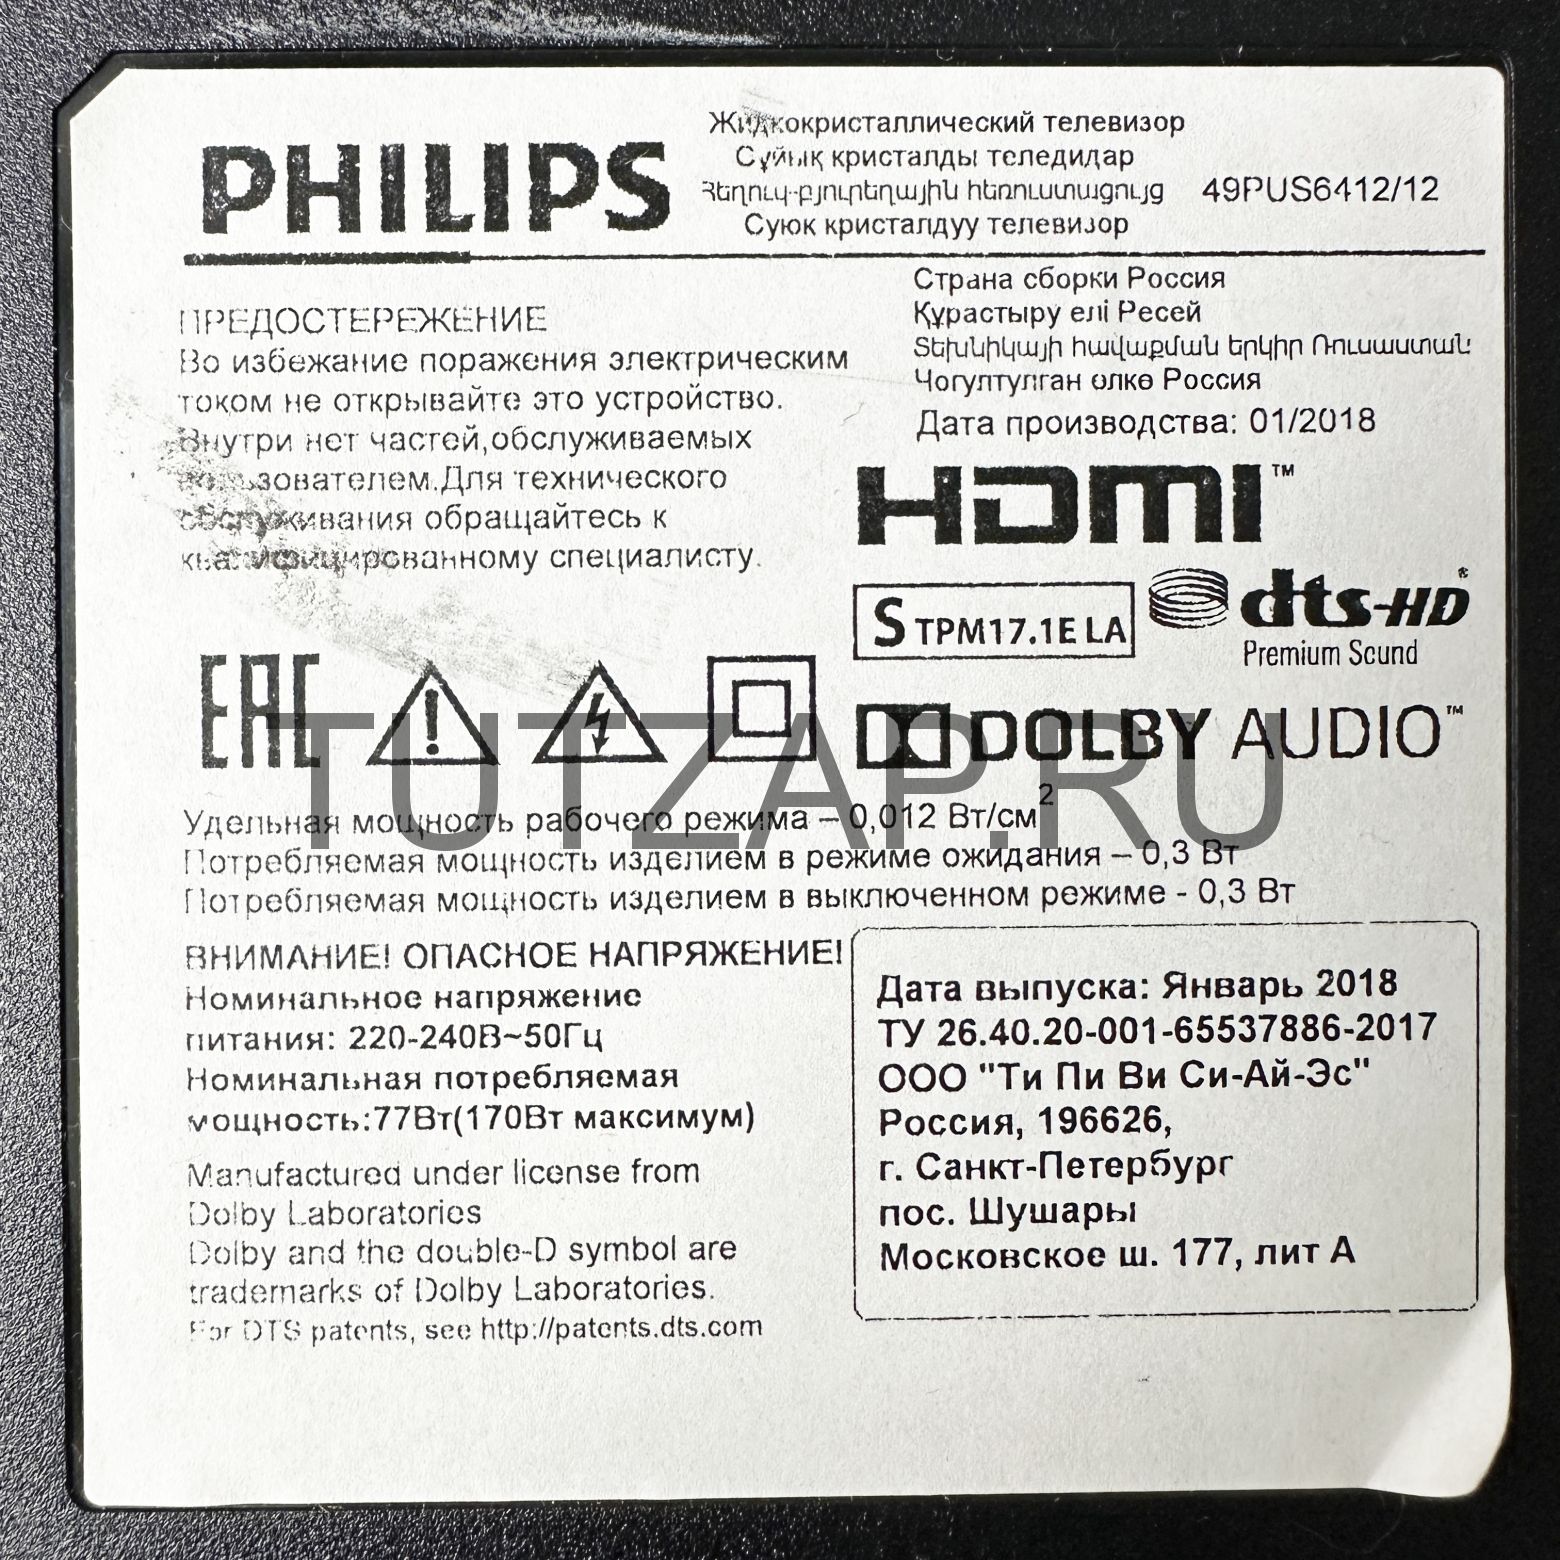 PHILIPS
Жидкокристаллический телевизор
Сұйық кристалды теледидар
Հեղուկ-բյուրեղային հեռուստացույց
Суюк кристалдуу телевизор
49PUS6412/12
Страна сборки Россия
Құрастыру елі Ресей
Տեխնիկայի հավաքման երկիր Ռուսաստան
Чогултулган өлкө Россия
Дата производства: 01/2018
ПРЕДОСТЕРЕЖЕНИЕ
Во избежание поражения электрическим
током не открывайте это устройство.
Внутри нет частей,обслуживаемых
пользователем.Для технического
обслуживания обращайтесь к
квалифицированному специалисту.
HDMI™
S TPM17.1E LA
dts-HD®
Premium Sound
EAC
DOLBY AUDIO™
TUTZAP.RU
Удельная мощность рабочего режима – 0,012 Вт/см²
Потребляемая мощность изделием в режиме ожидания – 0,3 Вт
Потребляемая мощность изделием в выключенном режиме - 0,3 Вт
ВНИМАНИЕ! ОПАСНОЕ НАПРЯЖЕНИЕ!
Номинальное напряжение
питания: 220-240В~50Гц
Номинальная потребляемая
мощность:77Вт(170Вт максимум)
Manufactured under license from
Dolby Laboratories
Dolby and the double-D symbol are
trademarks of Dolby Laboratories.
For DTS patents, see http://patents.dts.com
Дата выпуска: Январь 2018
ТУ 26.40.20-001-65537886-2017
ООО "Ти Пи Ви Си-Ай-Эс"
Россия, 196626,
г. Санкт-Петербург
пос. Шушары
Московское ш. 177, лит А